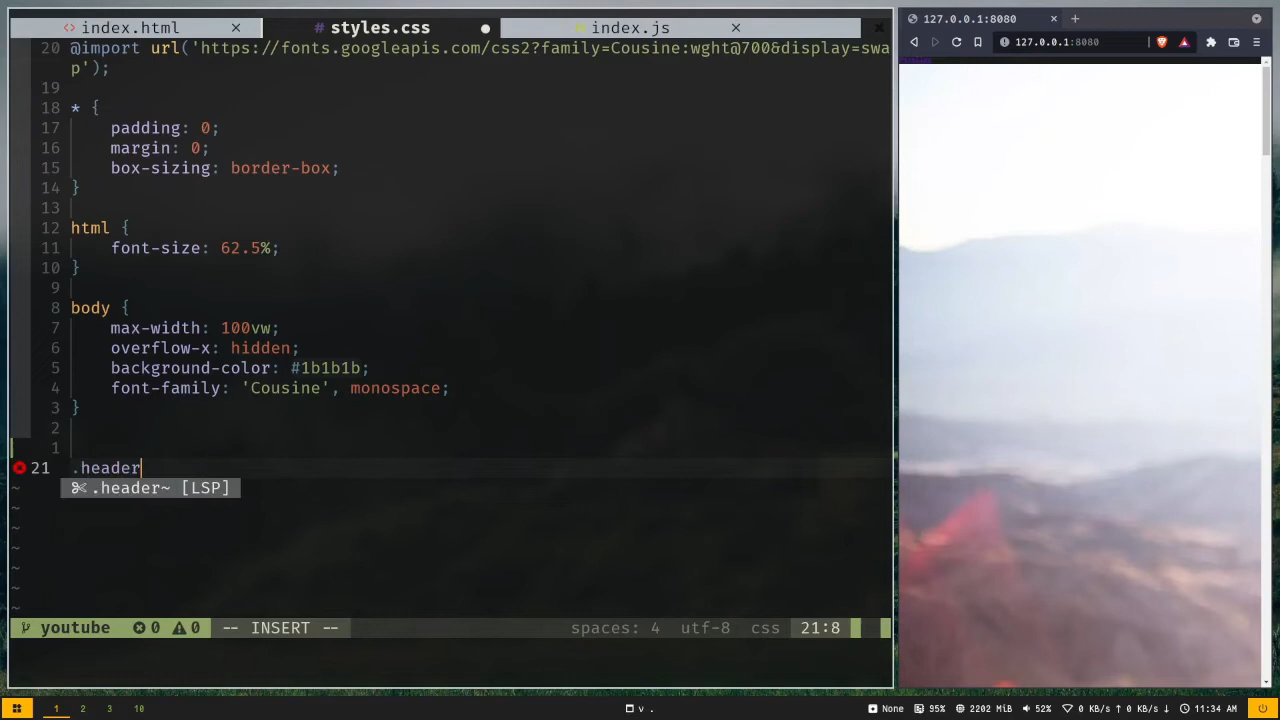 index.html
# styles.css
index.js
20 @import url('https://fonts.googleapis.com/css2?family=Cousine:wght@700&display=swa
p');
19
18 * {
17 padding: 0;
16 margin: 0;
15 box-sizing: border-box;
14 }
13
12 html {
11 font-size: 62.5%;
10 }
9
8 body {
7 max-width: 100vw;
6 overflow-x: hidden;
5 background-color: #1b1b1b;
4 font-family: 'Cousine', monospace;
3 }
2
1
21 .header
.header~ [LSP]
~
~
~
~
~
~
~
youtube 0 0 -- INSERT -- spaces: 4 utf-8 css 21:8
127.0.0.1:8080
127.0.0.1:8080
1 2 3 10 v . None 95% 2202 MiB 52% 0 KB/s ↑ 0 KB/s ↓ 11:34 AM